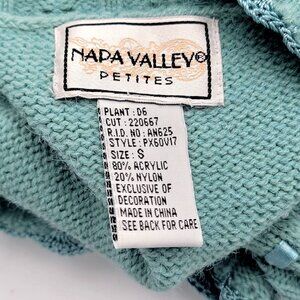 NAPA VALLEY®
PETITES
PLANT : D6
CUT : 220667
R.I.D. NO : AN625
STYLE : PX60V17
SIZE : S
80% ACRYLIC
20% NYLON
EXCLUSIVE OF
DECORATION
MADE IN CHINA
SEE BACK FOR CARE